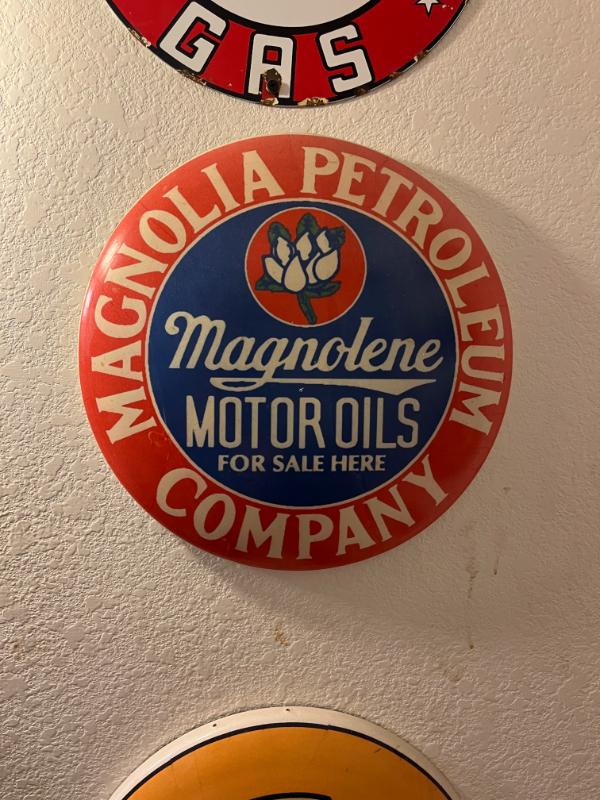 GAS
MAGNOLIA PETROLEUM
Magnolene
MOTOR OILS
FOR SALE HERE
COMPANY